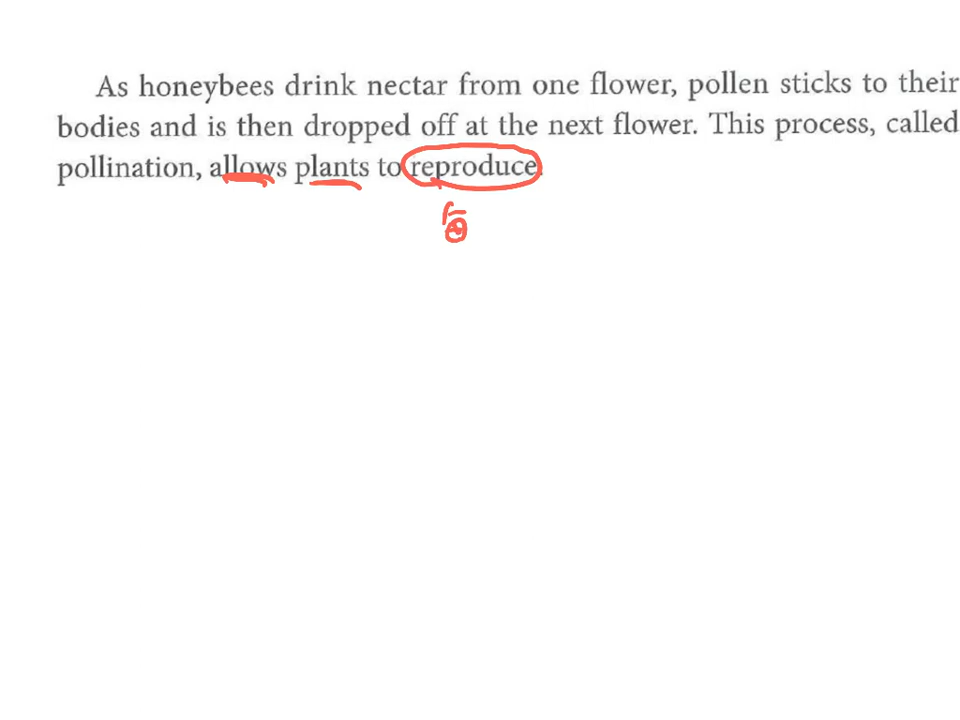 As honeybees drink nectar from one flower, pollen sticks to their
bodies and is then dropped off at the next flower. This process, called
pollination, allows plants to reproduce.